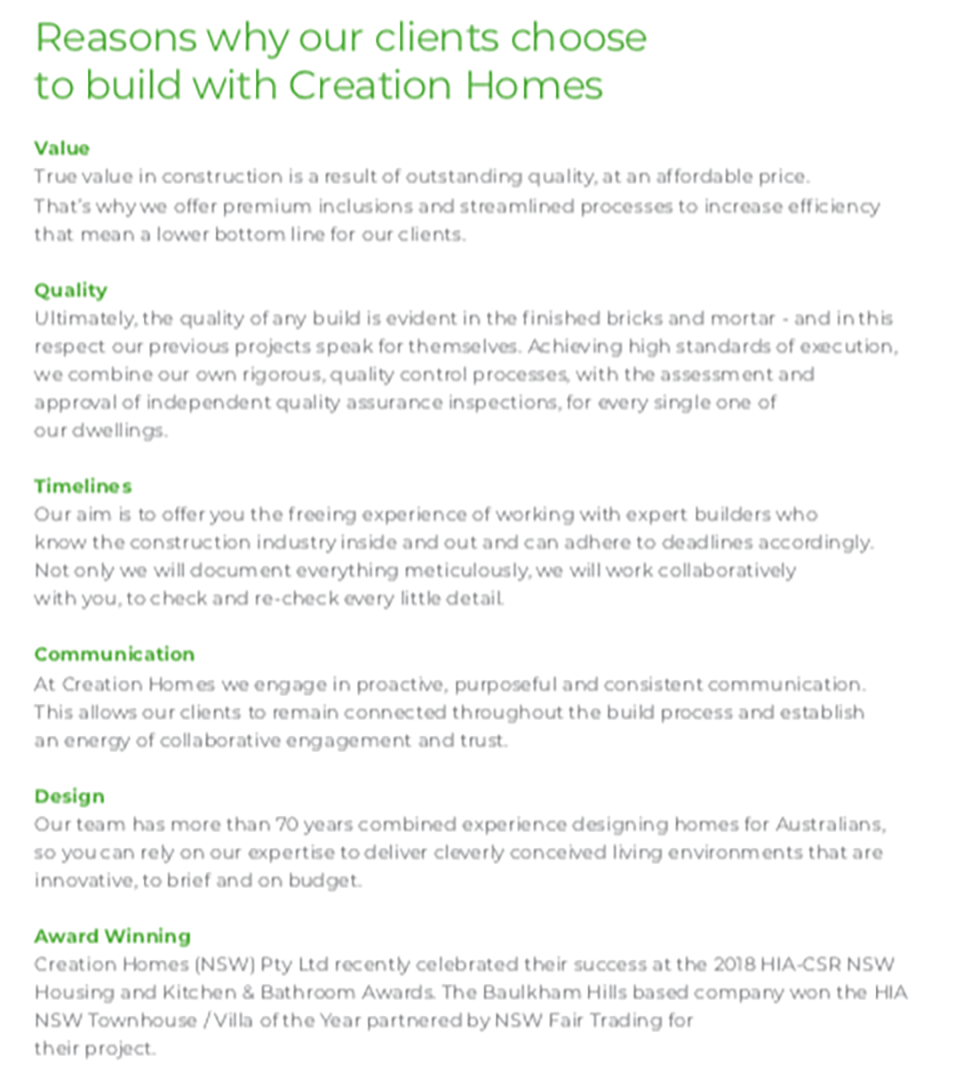 Reasons why our clients choose
to build with Creation Homes
Value
True value in construction is a result of outstanding quality, at an affordable price.
That's why we offer premium inclusions and streamlined processes to increase efficiency
that mean a lower bottom line for our clients.
Quality
Ultimately, the quality of any build is evident in the finished bricks and mortar - and in this
respect our previous projects speak for themselves. Achieving high standards of execution,
we combine our own rigorous, quality control processes, with the assessment and
approval of independent quality assurance inspections, for every single one of
our dwellings.
Timelines
Our aim is to offer you the freeing experience of working with expert builders who
know the construction industry inside and out and can adhere to deadlines accordingly.
Not only we will document everything meticulously, we will work collaboratively
with you, to check and re-check every little detail.
Communication
At Creation Homes we engage in proactive, purposeful and consistent communication.
This allows our clients to remain connected throughout the build process and establish
an energy of collaborative engagement and trust.
Design
Our team has more than 70 years combined experience designing homes for Australians,
so you can rely on our expertise to deliver cleverly conceived living environments that are
innovative, to brief and on budget.
Award Winning
Creation Homes (NSW) Pty Ltd recently celebrated their success at the 2018 HIA-CSR NSW
Housing and Kitchen & Bathroom Awards. The Baulkham Hills based company won the HIA
NSW Townhouse / Villa of the Year partnered by NSW Fair Trading for
their project.